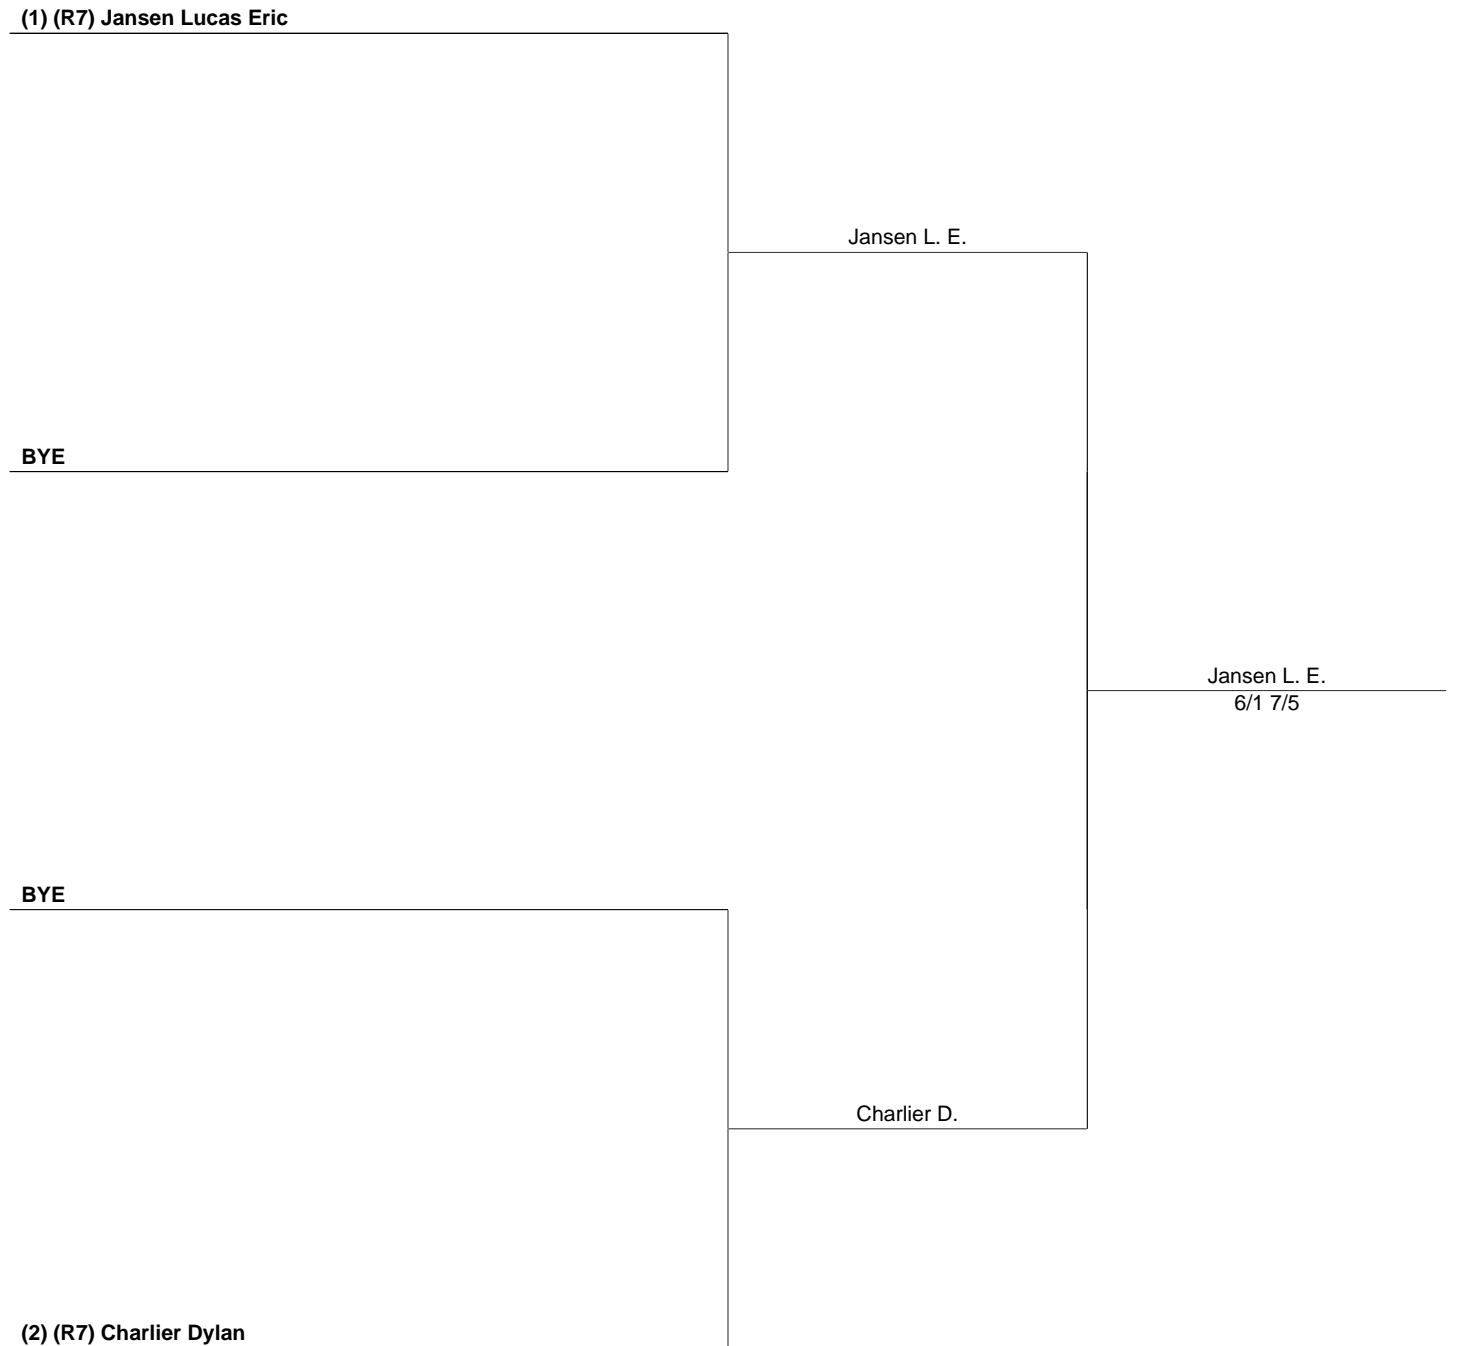 (1) (R7) Jansen Lucas Eric
Jansen L. E.
BYE
Jansen L. E.
6/1 7/5
BYE
Charlier D.
(2) (R7) Charlier Dylan